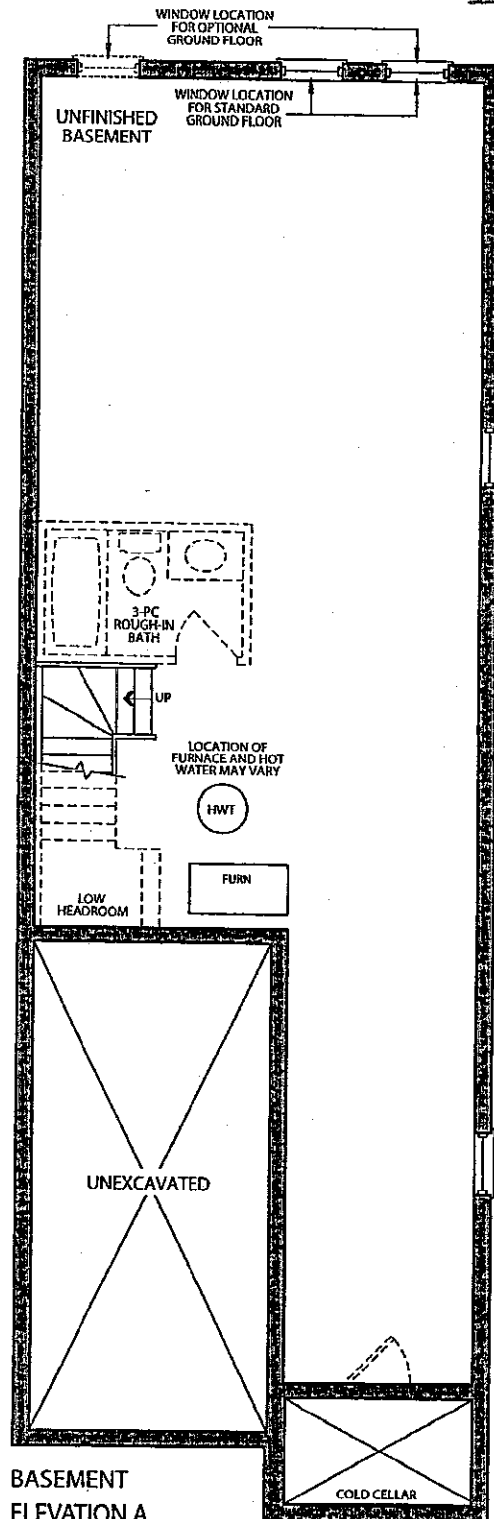 WINDOW LOCATION
FOR OPTIONAL
GROUND FLOOR
WINDOW LOCATION
FOR STANDARD
GROUND FLOOR
UNFINISHED
BASEMENT
3-PC
ROUGH-IN
BATH
UP
LOCATION OF
FURNACE AND HOT
WATER MAY VARY
HWT
FURN
LOW
HEADROOM
UNEXCAVATED
COLD CELLAR
BASEMENT
ELEVATION A